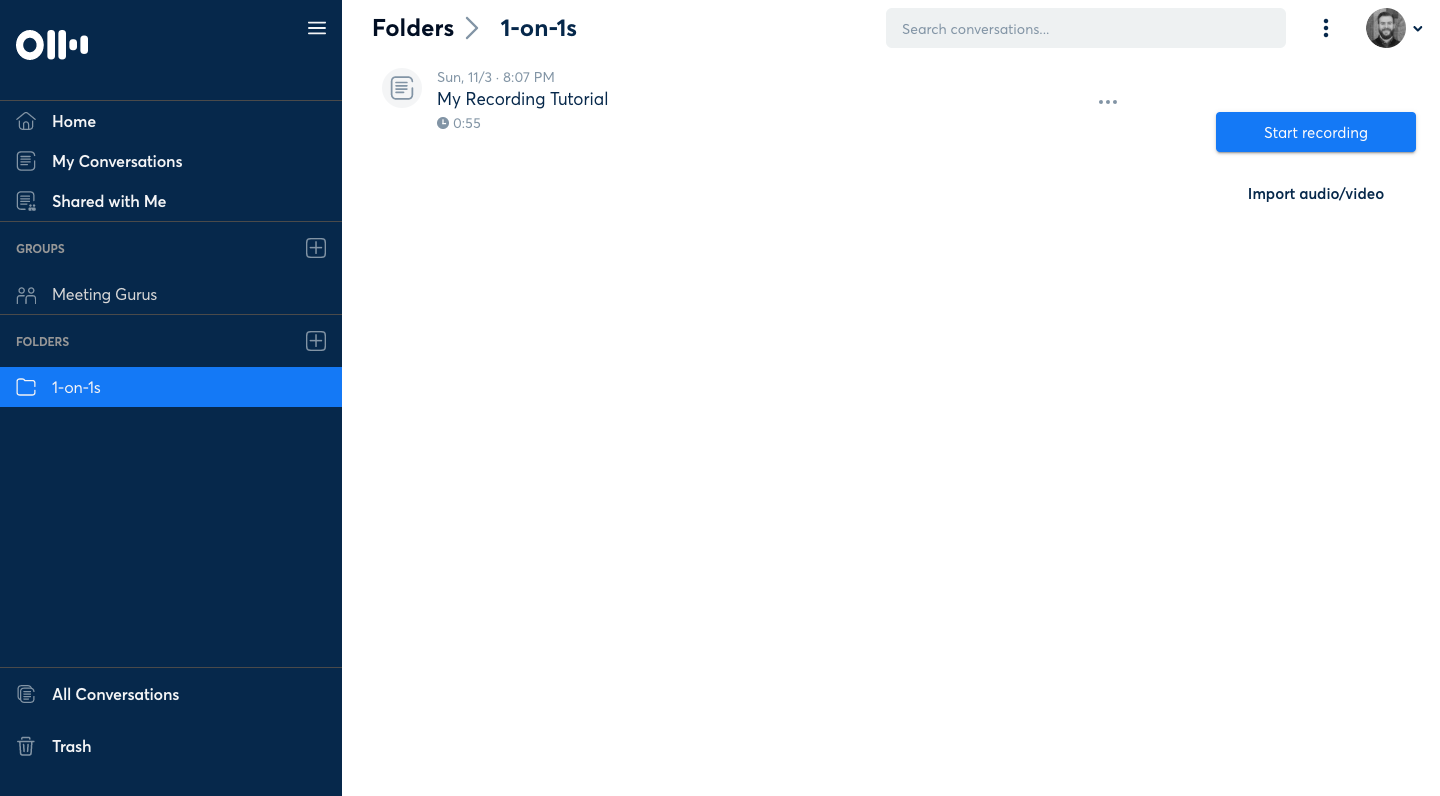 Folders 1-on-1s
Search conversations...
Home
My Conversations
Shared with Me
GROUPS
Meeting Gurus
FOLDERS
1-on-1s
All Conversations
Trash
Sun, 11/3 · 8:07 PM
My Recording Tutorial
0:55
Start recording
Import audio/video